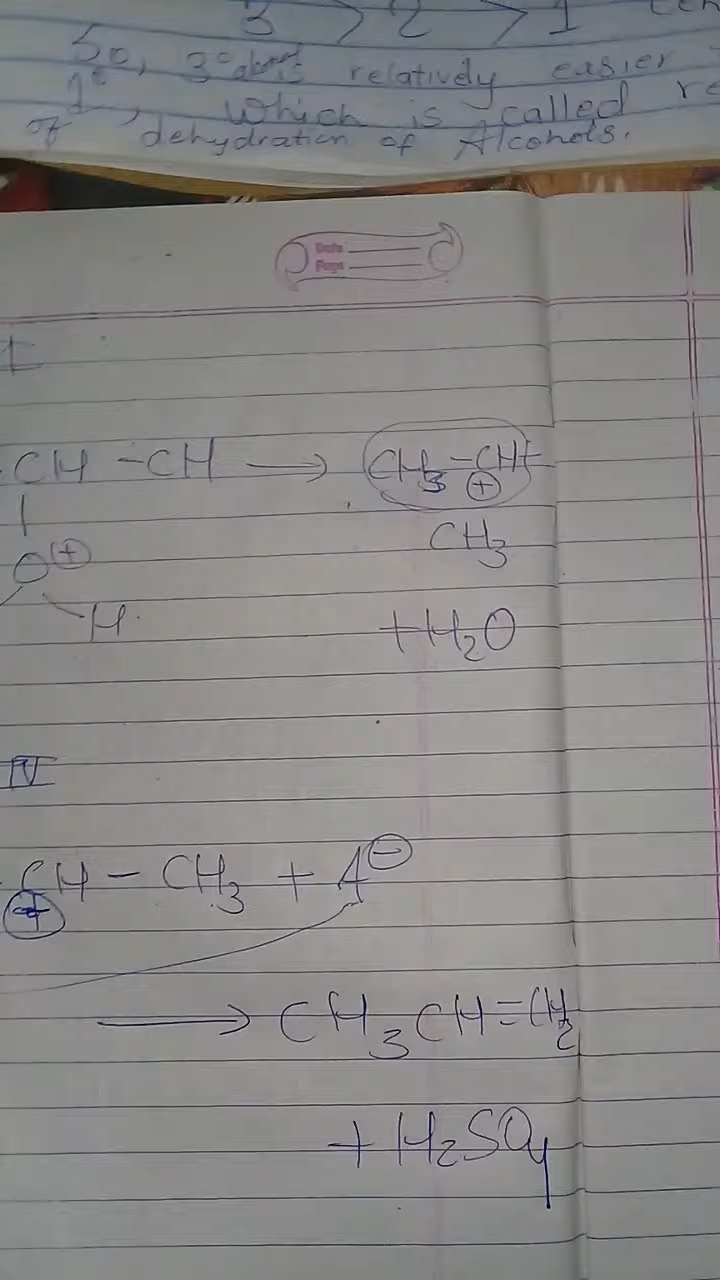 3 > 2 > 1
So, 3° is relatively easier
1°, which is called re
of dehydration of Alcohols.
Date
Page
I
CH - CH → CH3 - CH-
⊕
|
CH3
O⊕
H
+ H2O
IV
CH - CH3 + A⊖
⊕
→ CH3CH=CH2
+ H2SO4